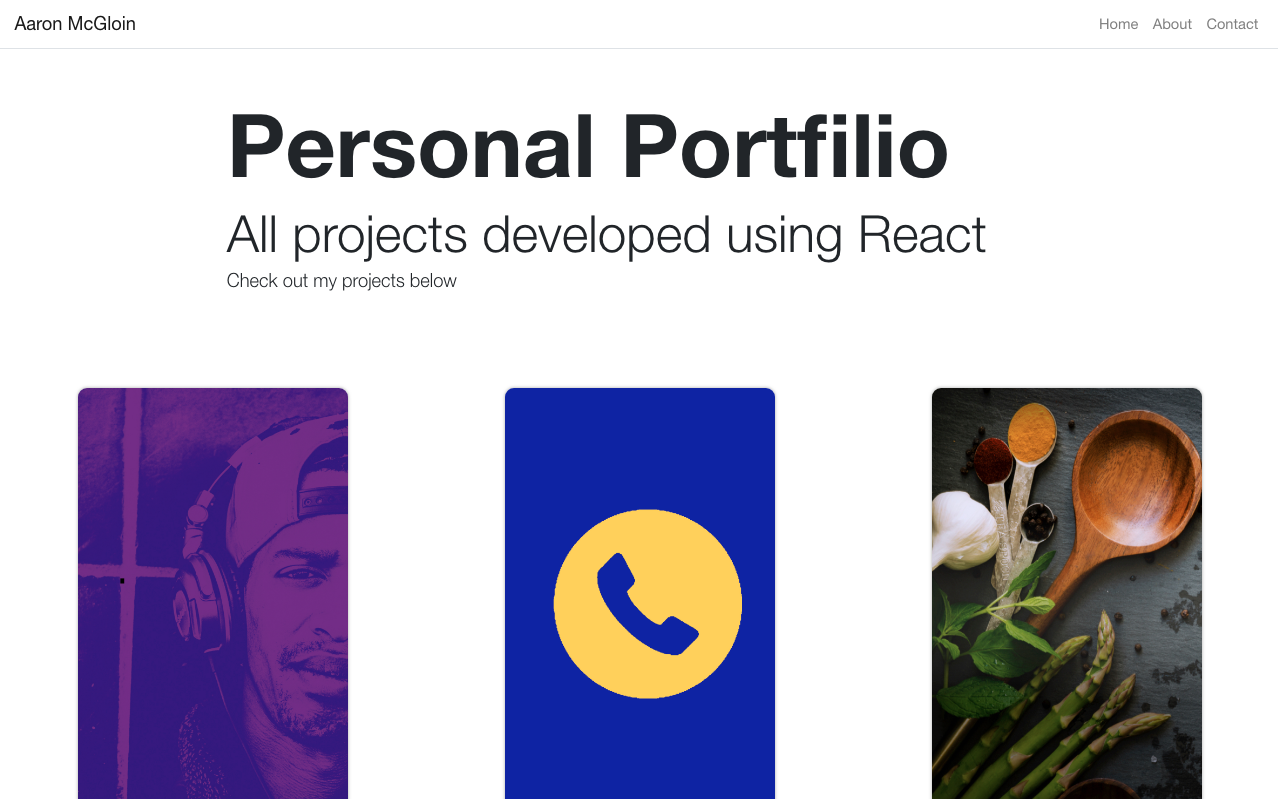 Aaron McGloin
Home About Contact
Personal Portfilio
All projects developed using React
Check out my projects below